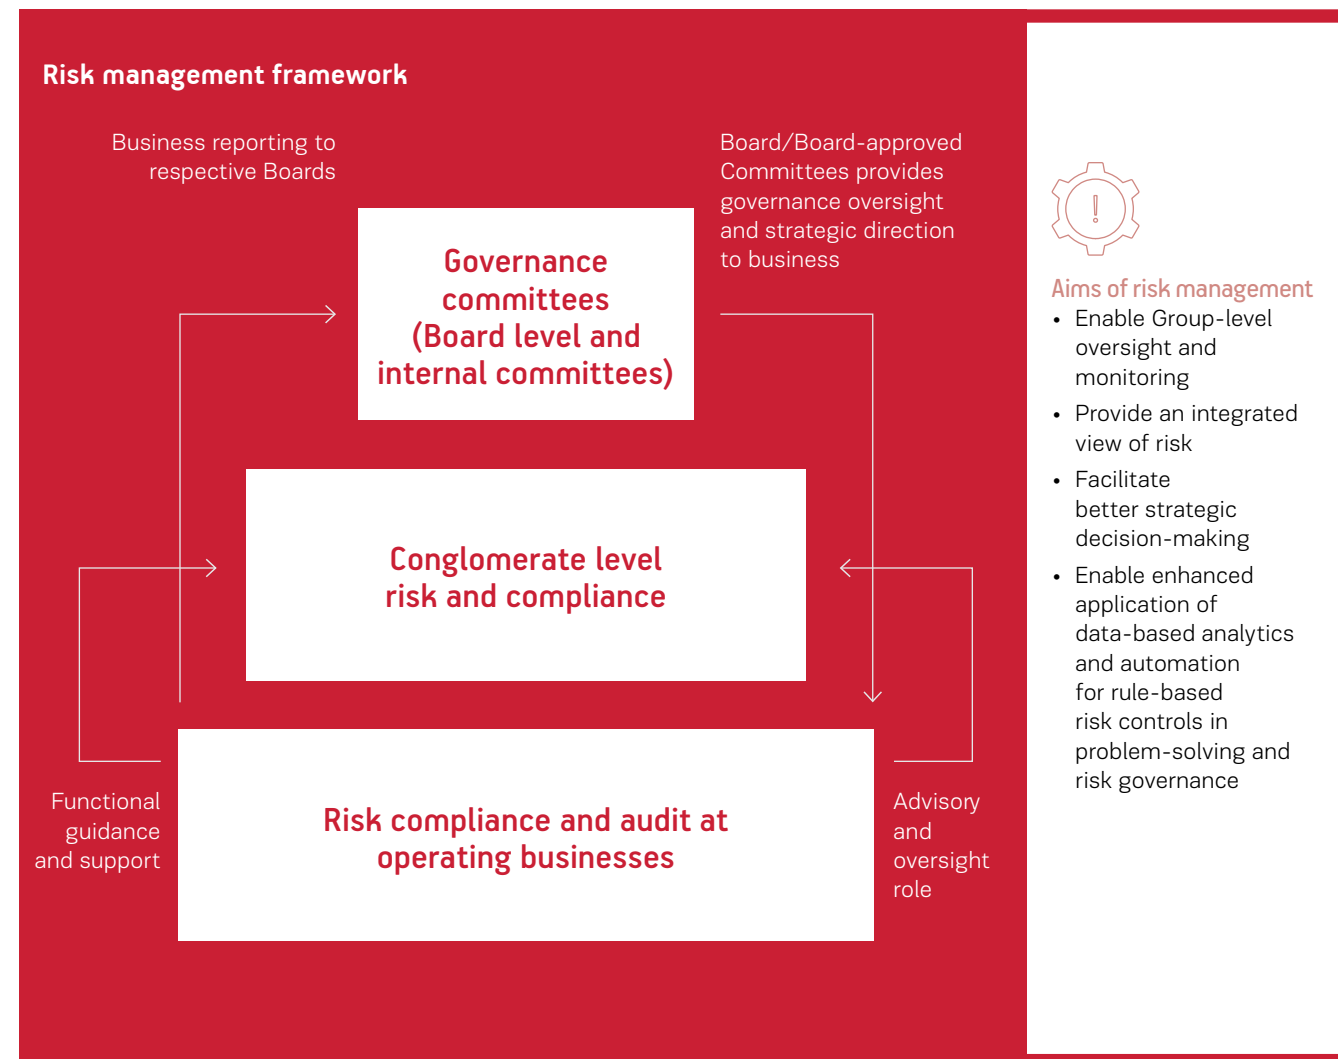 Risk management framework
Business reporting to
respective Boards
Board/Board-approved
Committees provides
governance oversight
and strategic direction
to business
Governance
committees
(Board level and
internal committees)
Conglomerate level
risk and compliance
Functional
guidance
and support
Risk compliance and audit at
operating businesses
Advisory
and
oversight
role
Aims of risk management
• Enable Group-level
oversight and
monitoring
• Provide an integrated
view of risk
• Facilitate
better strategic
decision-making
• Enable enhanced
application of
data-based analytics
and automation
for rule-based
risk controls in
problem-solving and
risk governance